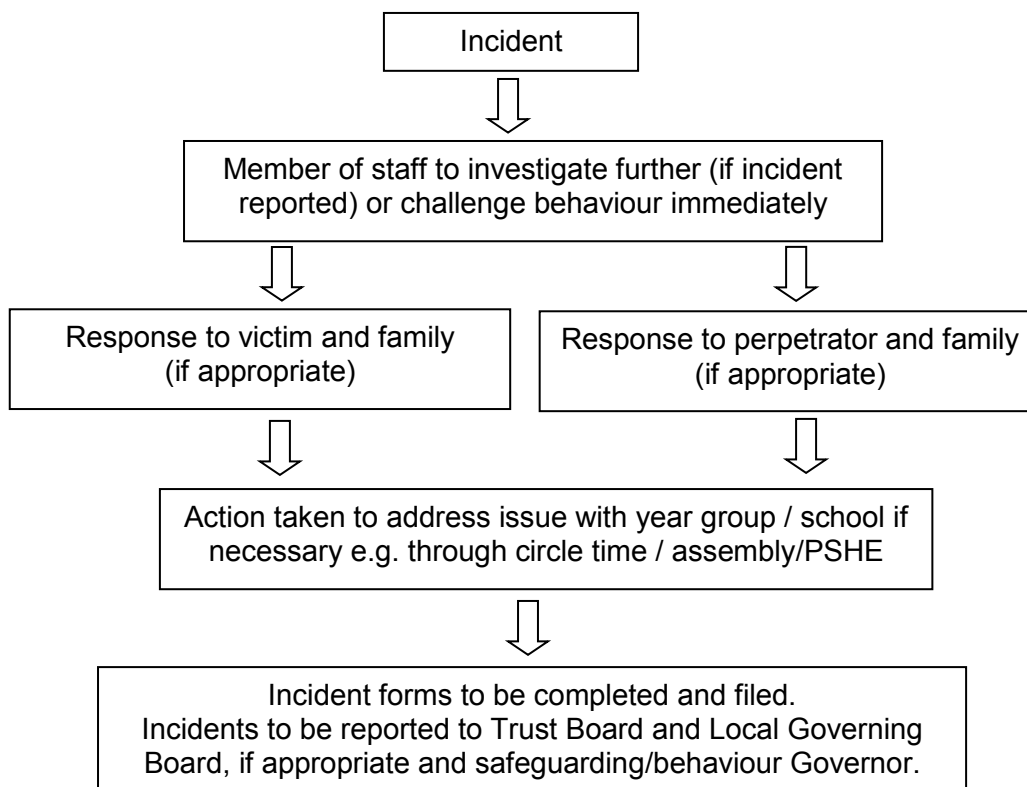 Incident
Member of staff to investigate further (if incident
reported) or challenge behaviour immediately
Response to victim and family
(if appropriate)
Response to perpetrator and family
(if appropriate)
Action taken to address issue with year group / school if
necessary e.g. through circle time / assembly/PSHE
Incident forms to be completed and filed.
Incidents to be reported to Trust Board and Local Governing
Board, if appropriate and safeguarding/behaviour Governor.